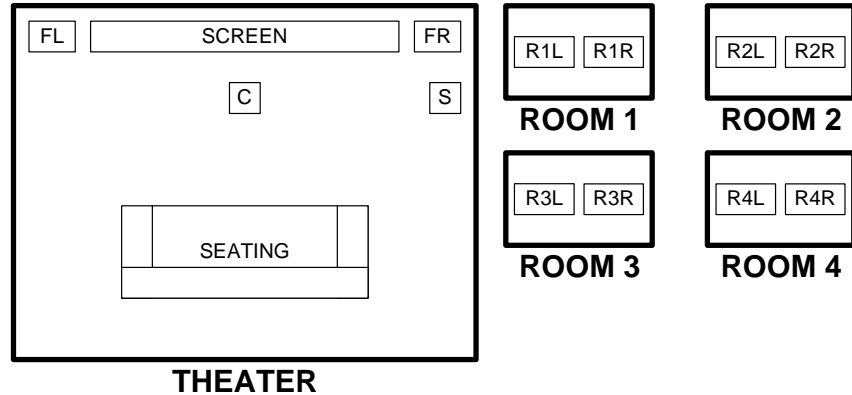 FL
SCREEN
FR
C
S
SEATING
THEATER
R1L R1R
ROOM 1
R2L R2R
ROOM 2
R3L R3R
ROOM 3
R4L R4R
ROOM 4